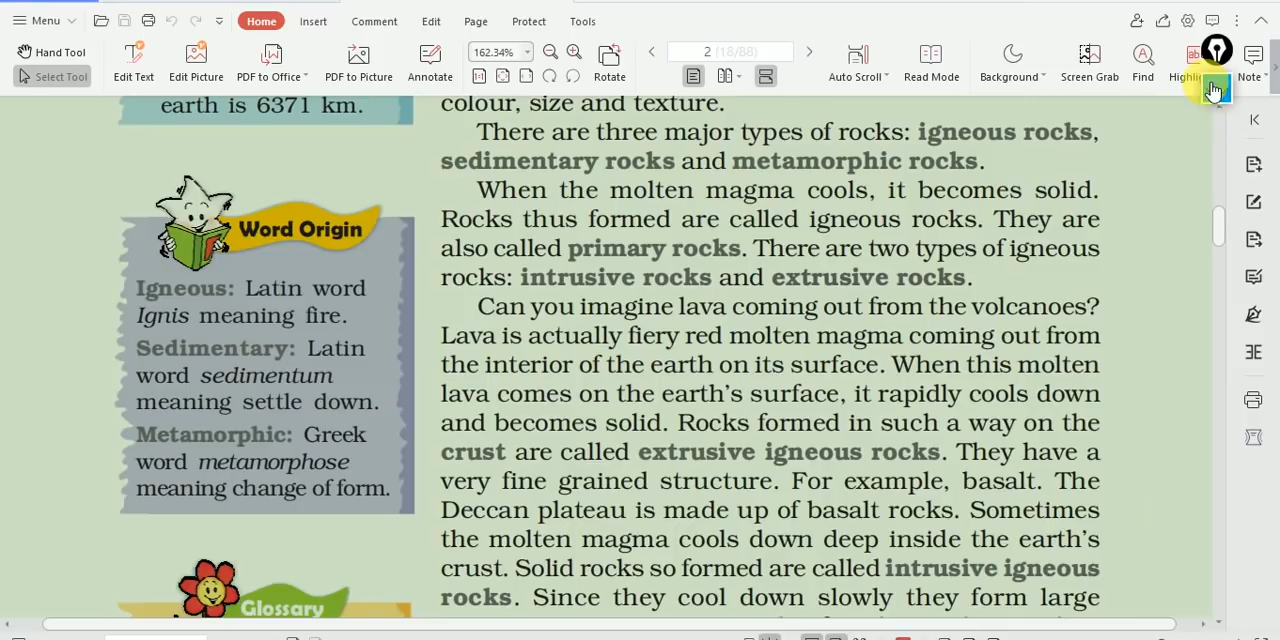 Menu
Home
Insert
Comment
Edit
Page
Protect
Tools
Hand Tool
Select Tool
Edit Text
Edit Picture
PDF to Office
PDF to Picture
Annotate
162.34%
Rotate
2 (18/88)
Auto Scroll
Read Mode
Background
Screen Grab
Find
Note
earth is 6371 km.
Word Origin
Igneous: Latin word
Ignis meaning fire.
Sedimentary: Latin
word sedimentum
meaning settle down.
Metamorphic: Greek
word metamorphose
meaning change of form.
Glossary
colour, size and texture.
There are three major types of rocks: igneous rocks,
sedimentary rocks and metamorphic rocks.
When the molten magma cools, it becomes solid.
Rocks thus formed are called igneous rocks. They are
also called primary rocks. There are two types of igneous
rocks: intrusive rocks and extrusive rocks.
Can you imagine lava coming out from the volcanoes?
Lava is actually fiery red molten magma coming out from
the interior of the earth on its surface. When this molten
lava comes on the earth's surface, it rapidly cools down
and becomes solid. Rocks formed in such a way on the
crust are called extrusive igneous rocks. They have a
very fine grained structure. For example, basalt. The
Deccan plateau is made up of basalt rocks. Sometimes
the molten magma cools down deep inside the earth's
crust. Solid rocks so formed are called intrusive igneous
rocks. Since they cool down slowly they form large